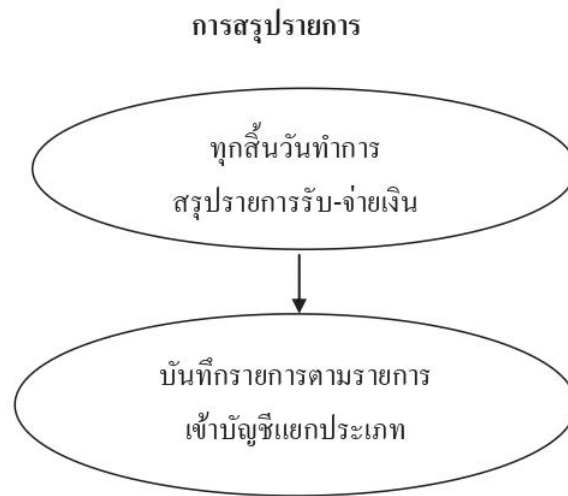 การสรุปรายการ
ทุกสิ้นวันทำการ
สรุปรายการรับ-จ่ายเงิน
บันทึกรายการตามรายการ
เข้าบัญชีแยกประเภท